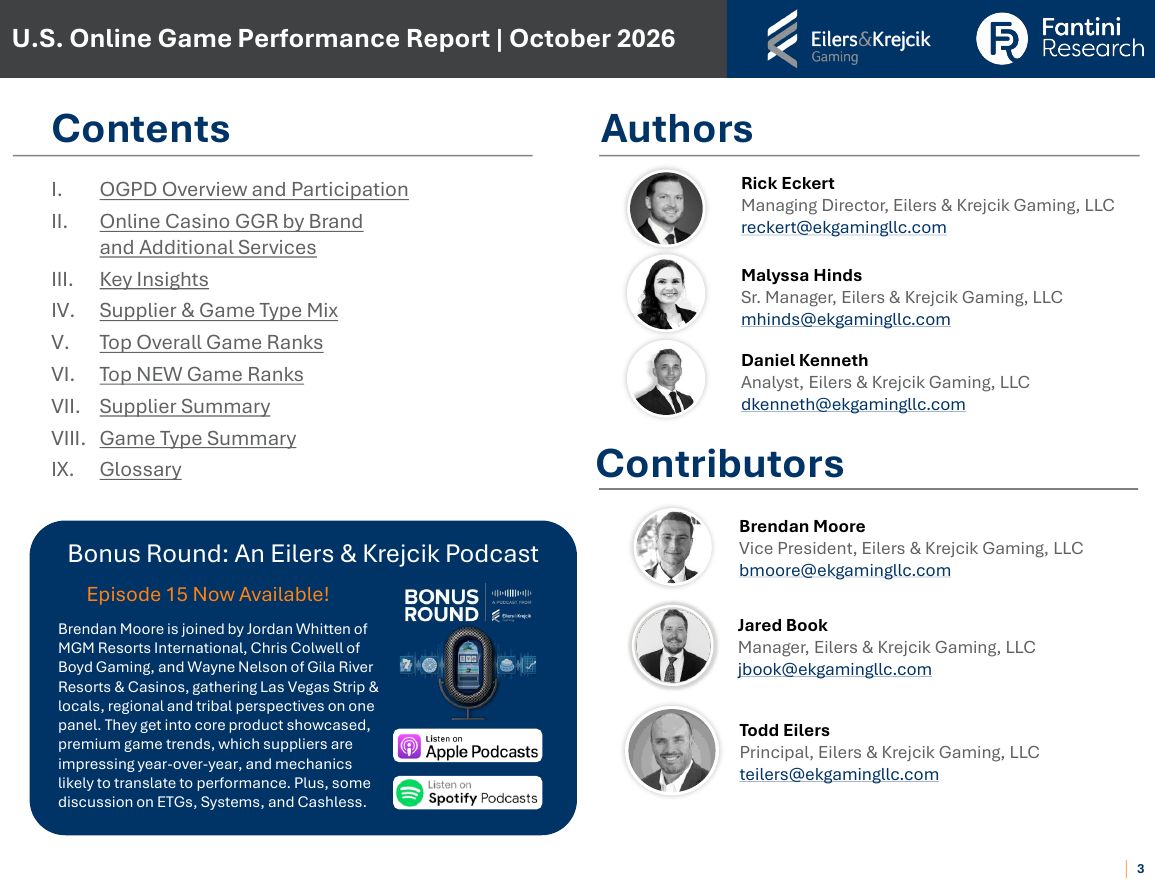 U.S. Online Game Performance Report | October 2026
Eilers&Krejcik
Gaming
Fantini
Research
Contents
I. OGPD Overview and Participation
II. Online Casino GGR by Brand
and Additional Services
III. Key Insights
IV. Supplier & Game Type Mix
V. Top Overall Game Ranks
VI. Top NEW Game Ranks
VII. Supplier Summary
VIII. Game Type Summary
IX. Glossary
Bonus Round: An Eilers & Krejcik Podcast
Episode 15 Now Available!
Brendan Moore is joined by Jordan Whitten of
MGM Resorts International, Chris Colwell of
Boyd Gaming, and Wayne Nelson of Gila River
Resorts & Casinos, gathering Las Vegas Strip &
locals, regional and tribal perspectives on one
panel. They get into core product showcased,
premium game trends, which suppliers are
impressing year-over-year, and mechanics
likely to translate to performance. Plus, some
discussion on ETGs, Systems, and Cashless.
BONUS
ROUND
A PODCAST FROM
Eilers&Krejcik
Gaming
Listen on
Apple Podcasts
Listen on
Spotify Podcasts
Authors
Rick Eckert
Managing Director, Eilers & Krejcik Gaming, LLC
reckert@ekgamingllc.com
Malyssa Hinds
Sr. Manager, Eilers & Krejcik Gaming, LLC
mhinds@ekgamingllc.com
Daniel Kenneth
Analyst, Eilers & Krejcik Gaming, LLC
dkenneth@ekgamingllc.com
Contributors
Brendan Moore
Vice President, Eilers & Krejcik Gaming, LLC
bmoore@ekgamingllc.com
Jared Book
Manager, Eilers & Krejcik Gaming, LLC
jbook@ekgamingllc.com
Todd Eilers
Principal, Eilers & Krejcik Gaming, LLC
teilers@ekgamingllc.com
3